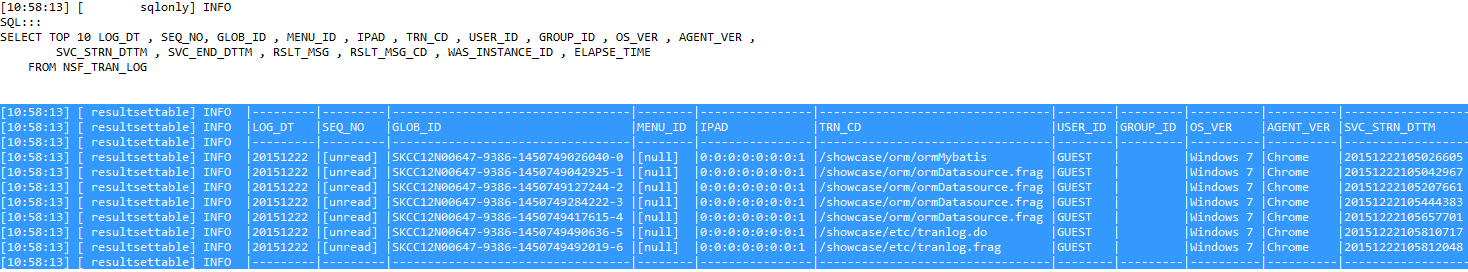 [10:58:13] [        sqlonly] INFO
SQL:::
SELECT TOP 10 LOG_DT , SEQ_NO, GLOB_ID , MENU_ID , IPAD , TRN_CD , USER_ID , GROUP_ID , OS_VER , AGENT_VER ,
        SVC_STRN_DTTM , SVC_END_DTTM , RSLT_MSG , RSLT_MSG_CD , WAS_INSTANCE_ID , ELAPSE_TIME
    FROM NSF_TRAN_LOG
[10:58:13] [ resultsettable] INFO  |---------|---------|----------------------------------|--------|----------------|---------------------------------|--------|---------|----------|----------|------------------
[10:58:13] [ resultsettable] INFO  |LOG_DT   |SEQ_NO   |GLOB_ID                           |MENU_ID |IPAD            |TRN_CD                           |USER_ID |GROUP_ID |OS_VER    |AGENT_VER |SVC_STRN_DTTM
[10:58:13] [ resultsettable] INFO  |---------|---------|----------------------------------|--------|----------------|---------------------------------|--------|---------|----------|----------|------------------
[10:58:13] [ resultsettable] INFO  |20151222 |[unread] |SKCC12N00647-9386-1450749026040-0 |[null]  |0:0:0:0:0:0:0:1 |/showcase/orm/ormMybatis         |GUEST   |         |Windows 7 |Chrome    |20151222105026605
[10:58:13] [ resultsettable] INFO  |20151222 |[unread] |SKCC12N00647-9386-1450749042925-1 |[null]  |0:0:0:0:0:0:0:1 |/showcase/orm/ormDatasource.frag |GUEST   |         |Windows 7 |Chrome    |20151222105042967
[10:58:13] [ resultsettable] INFO  |20151222 |[unread] |SKCC12N00647-9386-1450749127244-2 |[null]  |0:0:0:0:0:0:0:1 |/showcase/orm/ormDatasource.frag |GUEST   |         |Windows 7 |Chrome    |20151222105207661
[10:58:13] [ resultsettable] INFO  |20151222 |[unread] |SKCC12N00647-9386-1450749284222-3 |[null]  |0:0:0:0:0:0:0:1 |/showcase/orm/ormDatasource.frag |GUEST   |         |Windows 7 |Chrome    |20151222105444383
[10:58:13] [ resultsettable] INFO  |20151222 |[unread] |SKCC12N00647-9386-1450749417615-4 |[null]  |0:0:0:0:0:0:0:1 |/showcase/orm/ormDatasource.frag |GUEST   |         |Windows 7 |Chrome    |20151222105657701
[10:58:13] [ resultsettable] INFO  |20151222 |[unread] |SKCC12N00647-9386-1450749490636-5 |[null]  |0:0:0:0:0:0:0:1 |/showcase/etc/tranlog.do         |GUEST   |         |Windows 7 |Chrome    |20151222105810717
[10:58:13] [ resultsettable] INFO  |20151222 |[unread] |SKCC12N00647-9386-1450749492019-6 |[null]  |0:0:0:0:0:0:0:1 |/showcase/etc/tranlog.frag       |GUEST   |         |Windows 7 |Chrome    |20151222105812048
[10:58:13] [ resultsettable] INFO  |---------|---------|----------------------------------|--------|----------------|---------------------------------|--------|---------|----------|----------|------------------